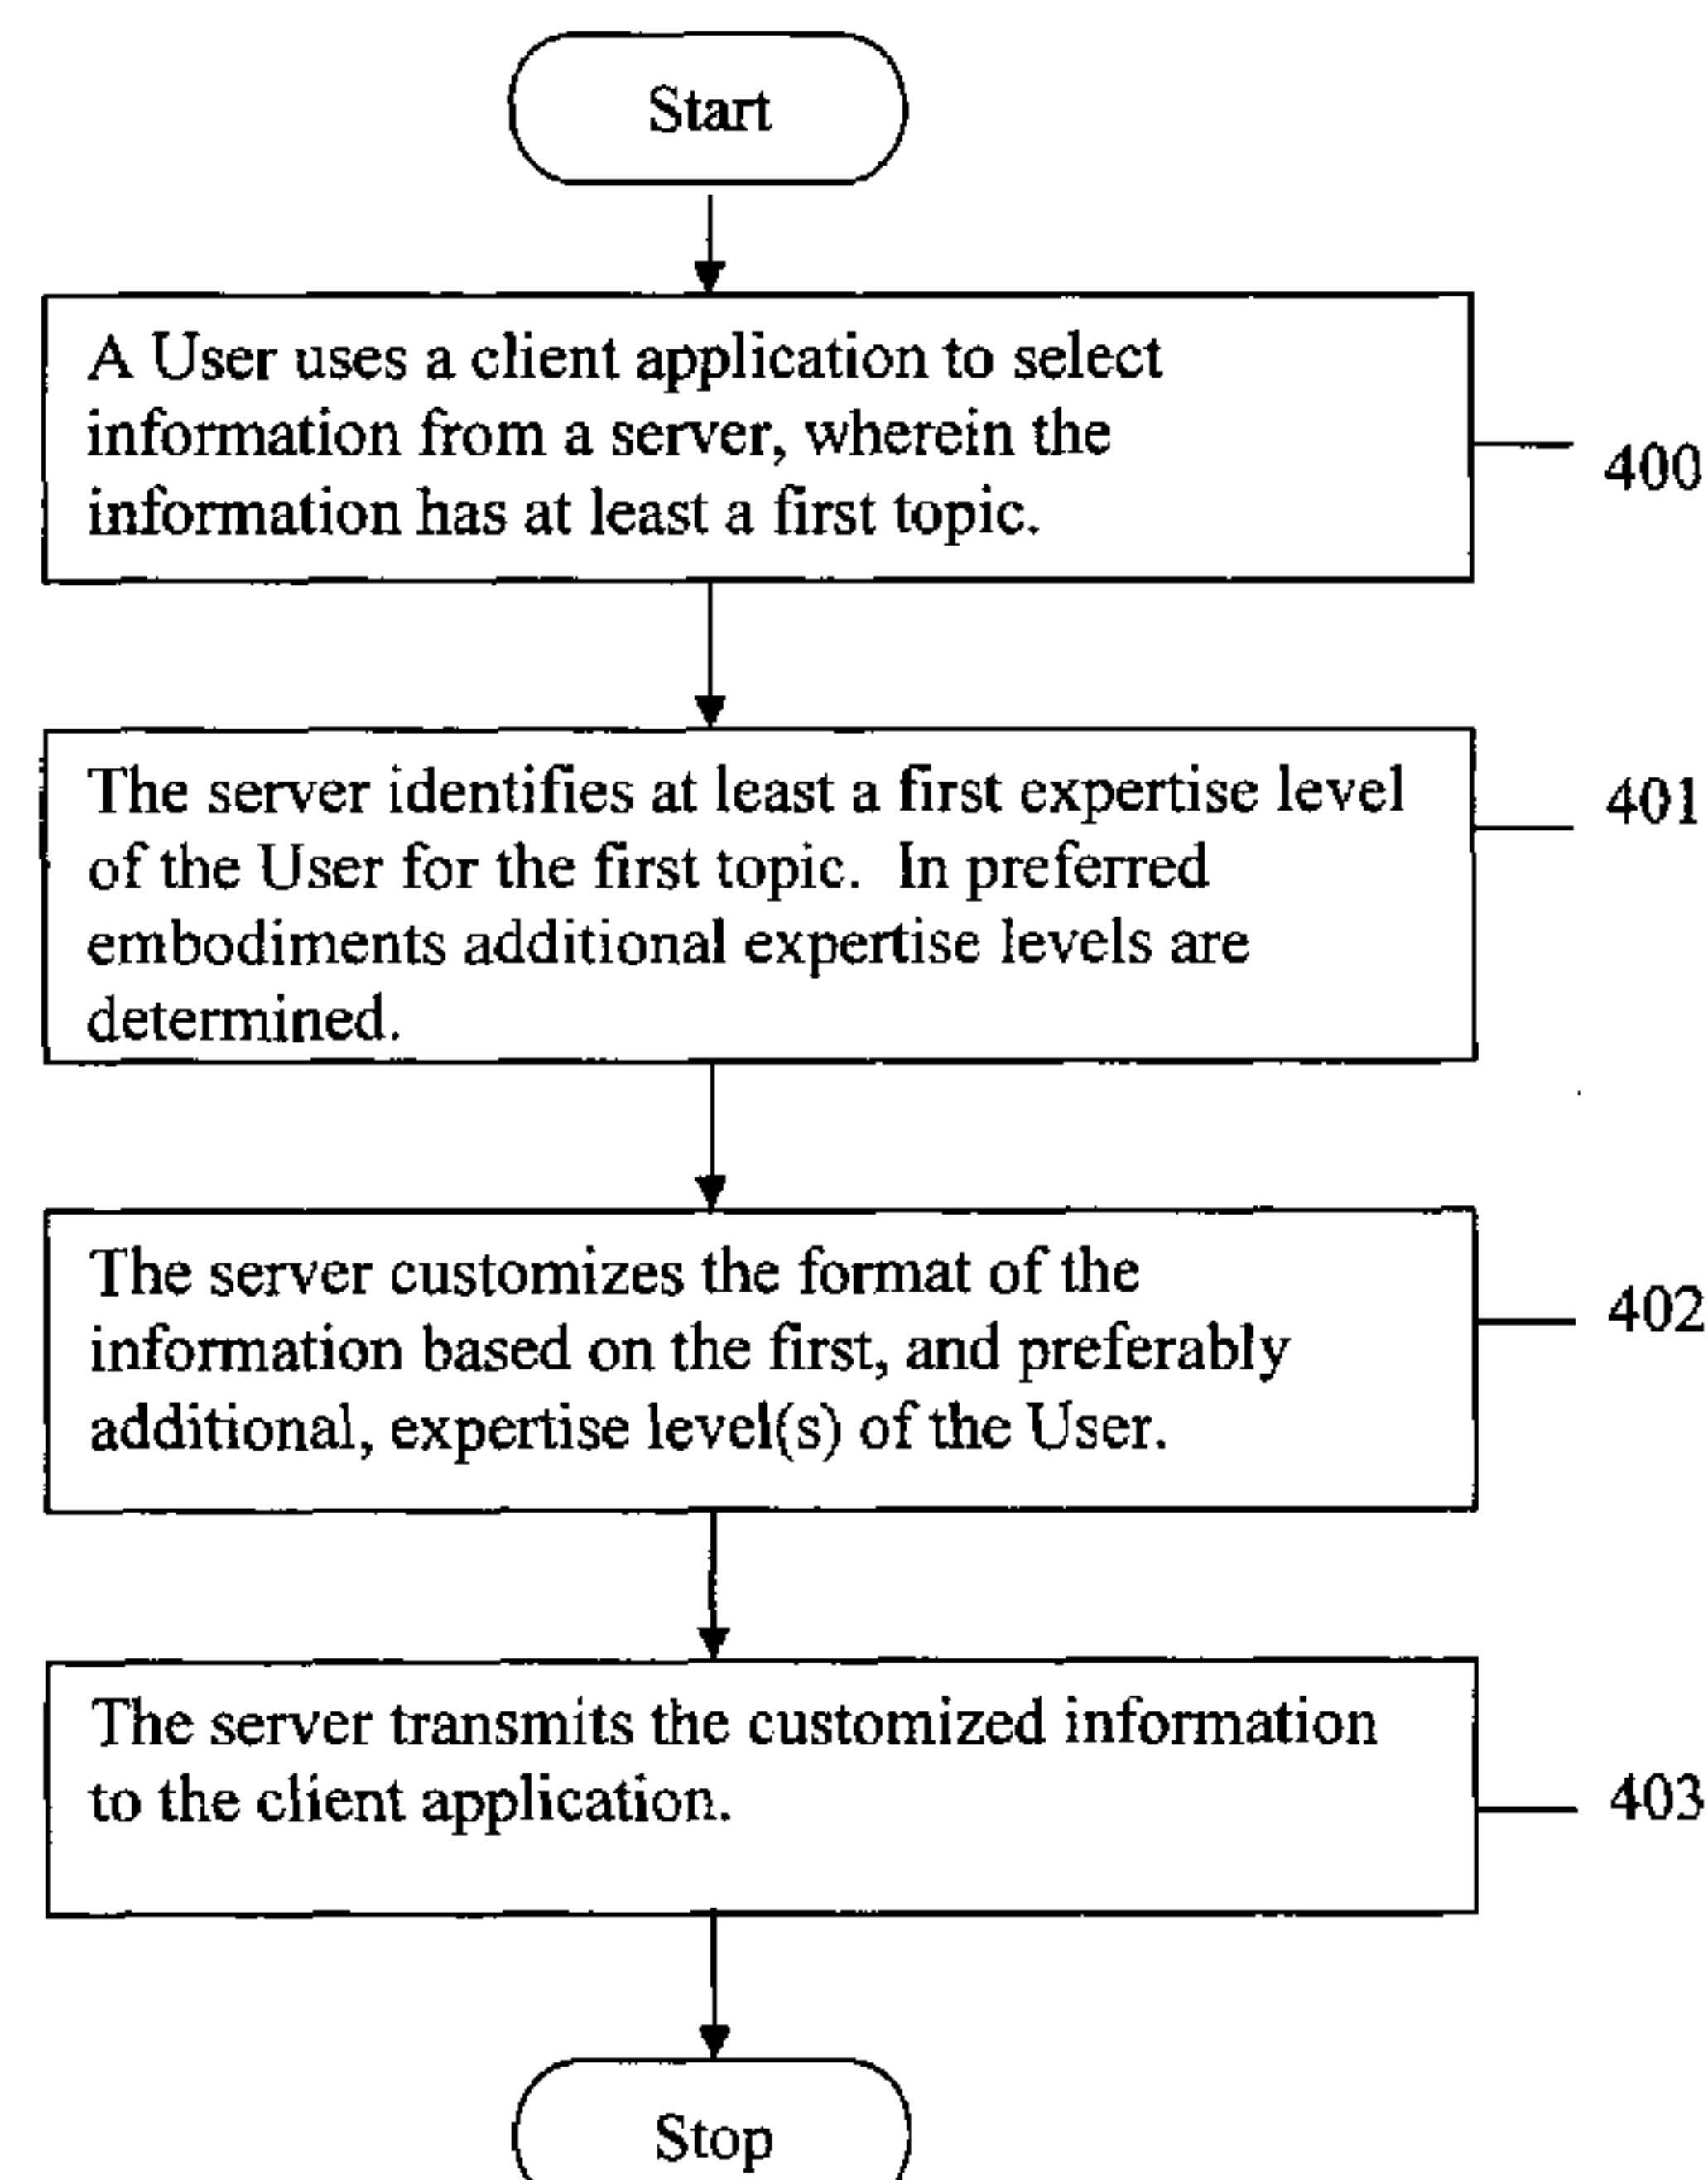 Start
A User uses a client application to select
information from a server, wherein the
information has at least a first topic.
400
The server identifies at least a first expertise level
of the User for the first topic. In preferred
embodiments additional expertise levels are
determined.
401
The server customizes the format of the
information based on the first, and preferably
additional, expertise level(s) of the User.
402
The server transmits the customized information
to the client application.
403
Stop